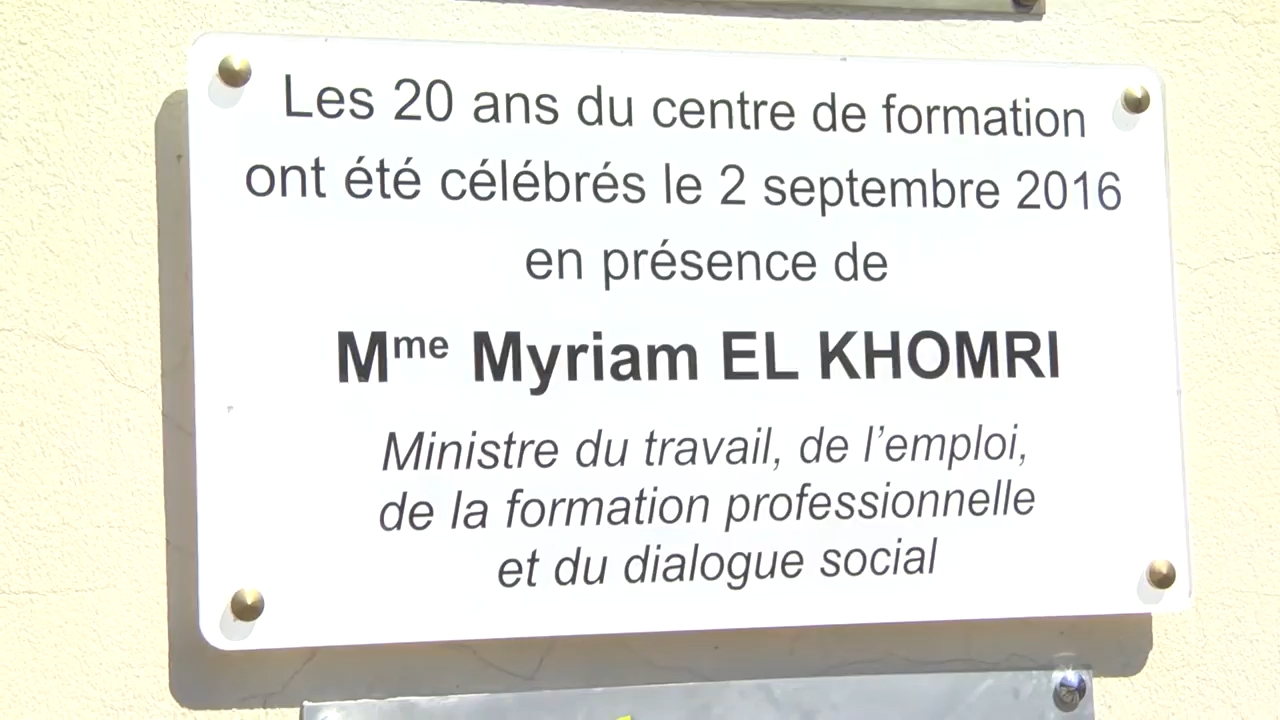 Les 20 ans du centre de formation
ont été célébrés le 2 septembre 2016
en présence de
Mme Myriam EL KHOMRI
Ministre du travail, de l'emploi,
de la formation professionnelle
et du dialogue social